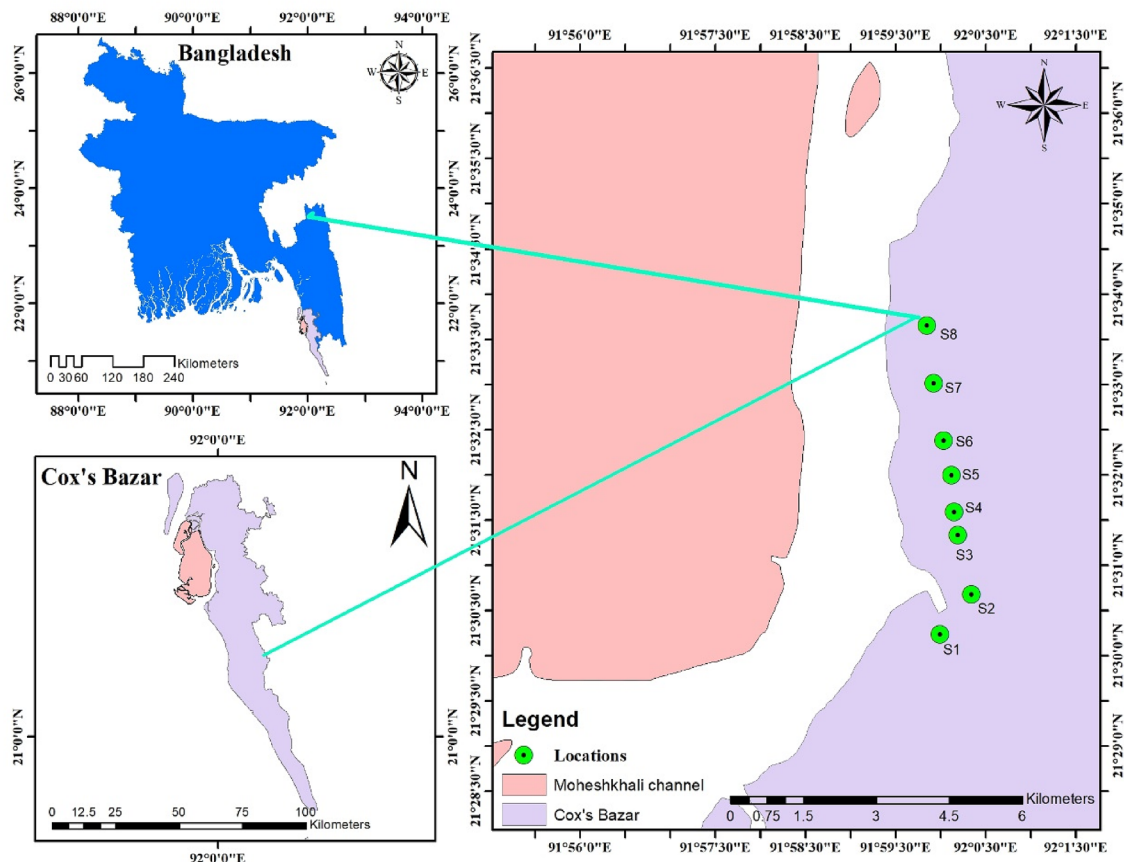 88°0'0"E 90°0'0"E 92°0'0"E 94°0'0"E
Bangladesh
N
W E
S
26°0'0"N
24°0'0"N
22°0'0"N
26°0'0"N
24°0'0"N
22°0'0"N
Kilometers
0 30 60 120 180 240
88°0'0"E 90°0'0"E 92°0'0"E 94°0'0"E
92°0'0"E
Cox's Bazar
N
21°0'0"N
21°0'0"N
0 12.5 25 50 75 100
Kilometers
92°0'0"E
91°56'0"E 91°57'30"E 91°58'30"E 91°59'30"E 92°0'30"E 92°1'30"E
N
W E
S
21°36'30"N
21°35'30"N
21°34'30"N
21°33'30"N
21°32'30"N
21°31'30"N
21°30'30"N
21°29'30"N
21°28'30"N
21°36'0"N
21°35'0"N
21°34'0"N
21°33'0"N
21°32'0"N
21°31'0"N
21°30'0"N
21°29'0"N
S8
S7
S6
S5
S4
S3
S2
S1
Legend
Locations
Moheshkhali channel
Cox's Bazar
Kilometers
0 0.75 1.5 3 4.5 6
91°56'0"E 91°57'30"E 91°58'30"E 91°59'30"E 92°0'30"E 92°1'30"E